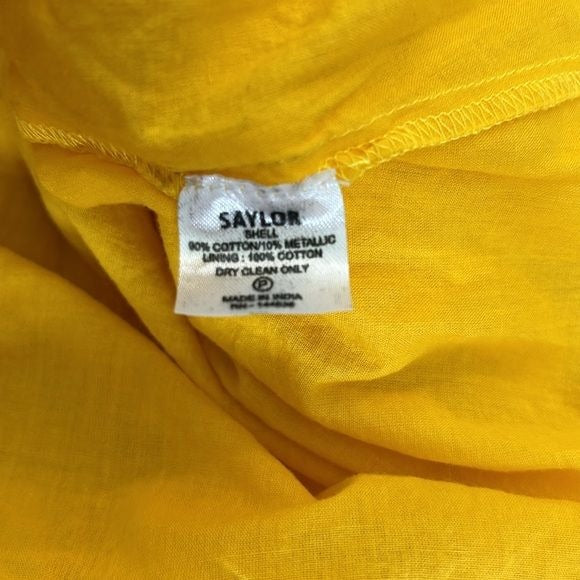 SAYLOR
SHELL
90% COTTON/10% METALLIC
LINING : 100% COTTON
DRY CLEAN ONLY
P
MADE IN INDIA